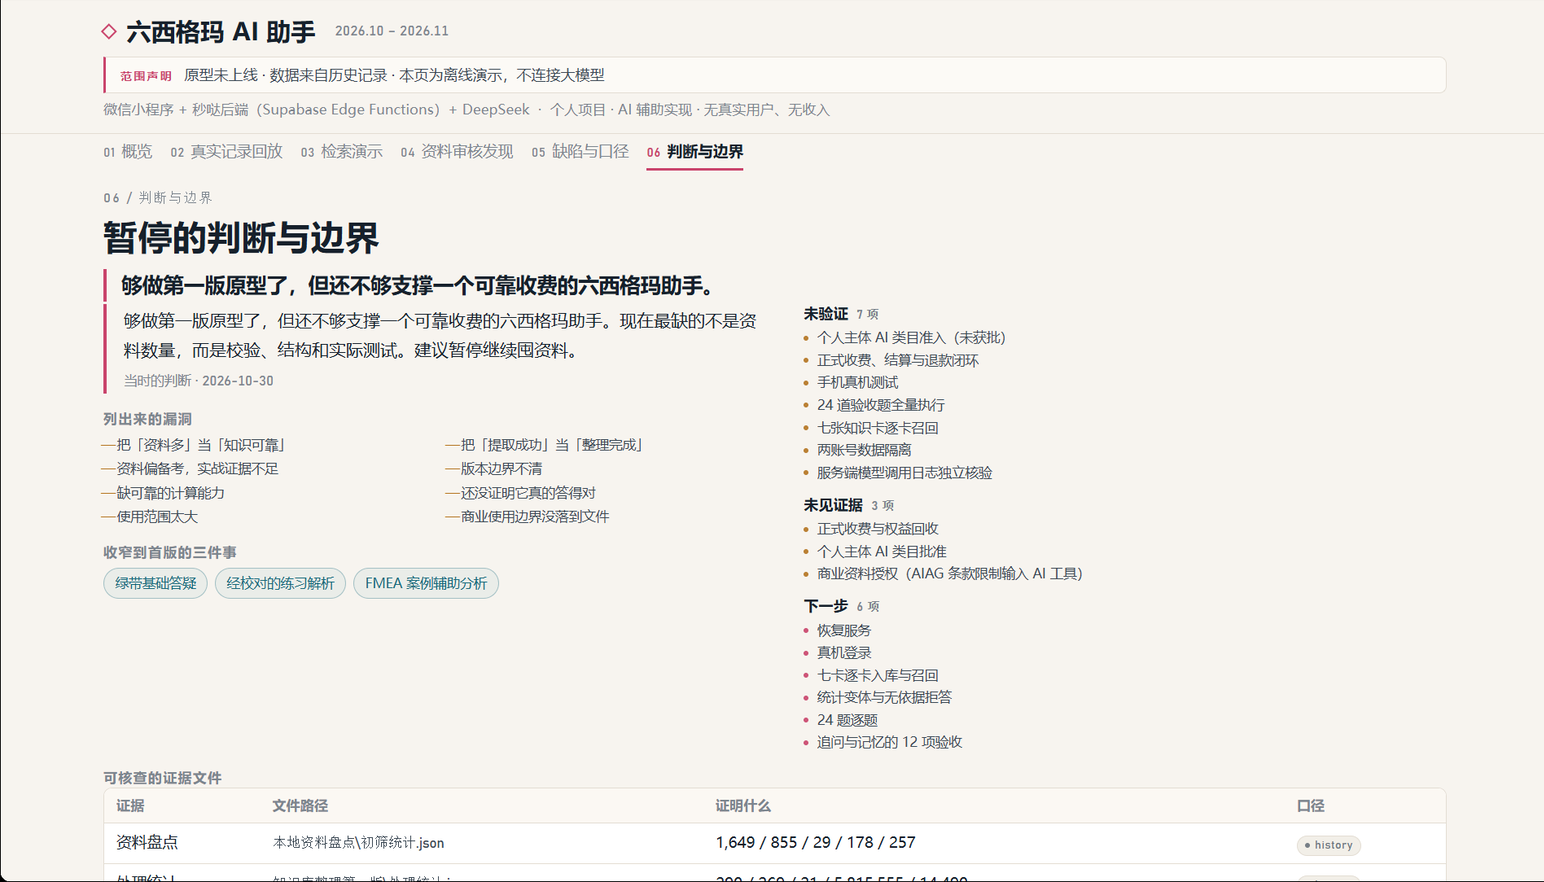 六西格玛 AI 助手 2026.10 – 2026.11
范围声明 原型未上线 · 数据来自历史记录 · 本页为离线演示，不连接大模型
微信小程序 + 秒哒后端（Supabase Edge Functions）+ DeepSeek · 个人项目 · AI 辅助实现 · 无真实用户、无收入
01 概览 02 真实记录回放 03 检索演示 04 资料审核发现 05 缺陷与口径 06 判断与边界
06 / 判断与边界
暂停的判断与边界
够做第一版原型了，但还不够支撑一个可靠收费的六西格玛助手。
够做第一版原型了，但还不够支撑一个可靠收费的六西格玛助手。现在最缺的不是资
料数量，而是校验、结构和实际测试。建议暂停继续囤资料。
当时的判断 · 2026-10-30
列出来的漏洞
—把「资料多」当「知识可靠」
—把「提取成功」当「整理完成」
—资料偏备考，实战证据不足
—版本边界不清
—缺可靠的计算能力
—还没证明它真的答得对
—使用范围太大
—商业使用边界没落到文件
收窄到首版的三件事
绿带基础答疑 经校对的练习解析 FMEA 案例辅助分析
未验证 7 项
• 个人主体 AI 类目准入（未获批）
• 正式收费、结算与退款闭环
• 手机真机测试
• 24 道验收题全量执行
• 七张知识卡逐卡召回
• 两账号数据隔离
• 服务端模型调用日志独立核验
未见证据 3 项
• 正式收费与权益回收
• 个人主体 AI 类目批准
• 商业资料授权（AIAG 条款限制输入 AI 工具）
下一步 6 项
• 恢复服务
• 真机登录
• 七卡逐卡入库与召回
• 统计变体与无依据拒答
• 24 题逐题
• 追问与记忆的 12 项验收
可核查的证据文件
证据 文件路径 证明什么 口径
资料盘点 本地资料盘点\初筛统计.json 1,649 / 855 / 29 / 178 / 257 • history